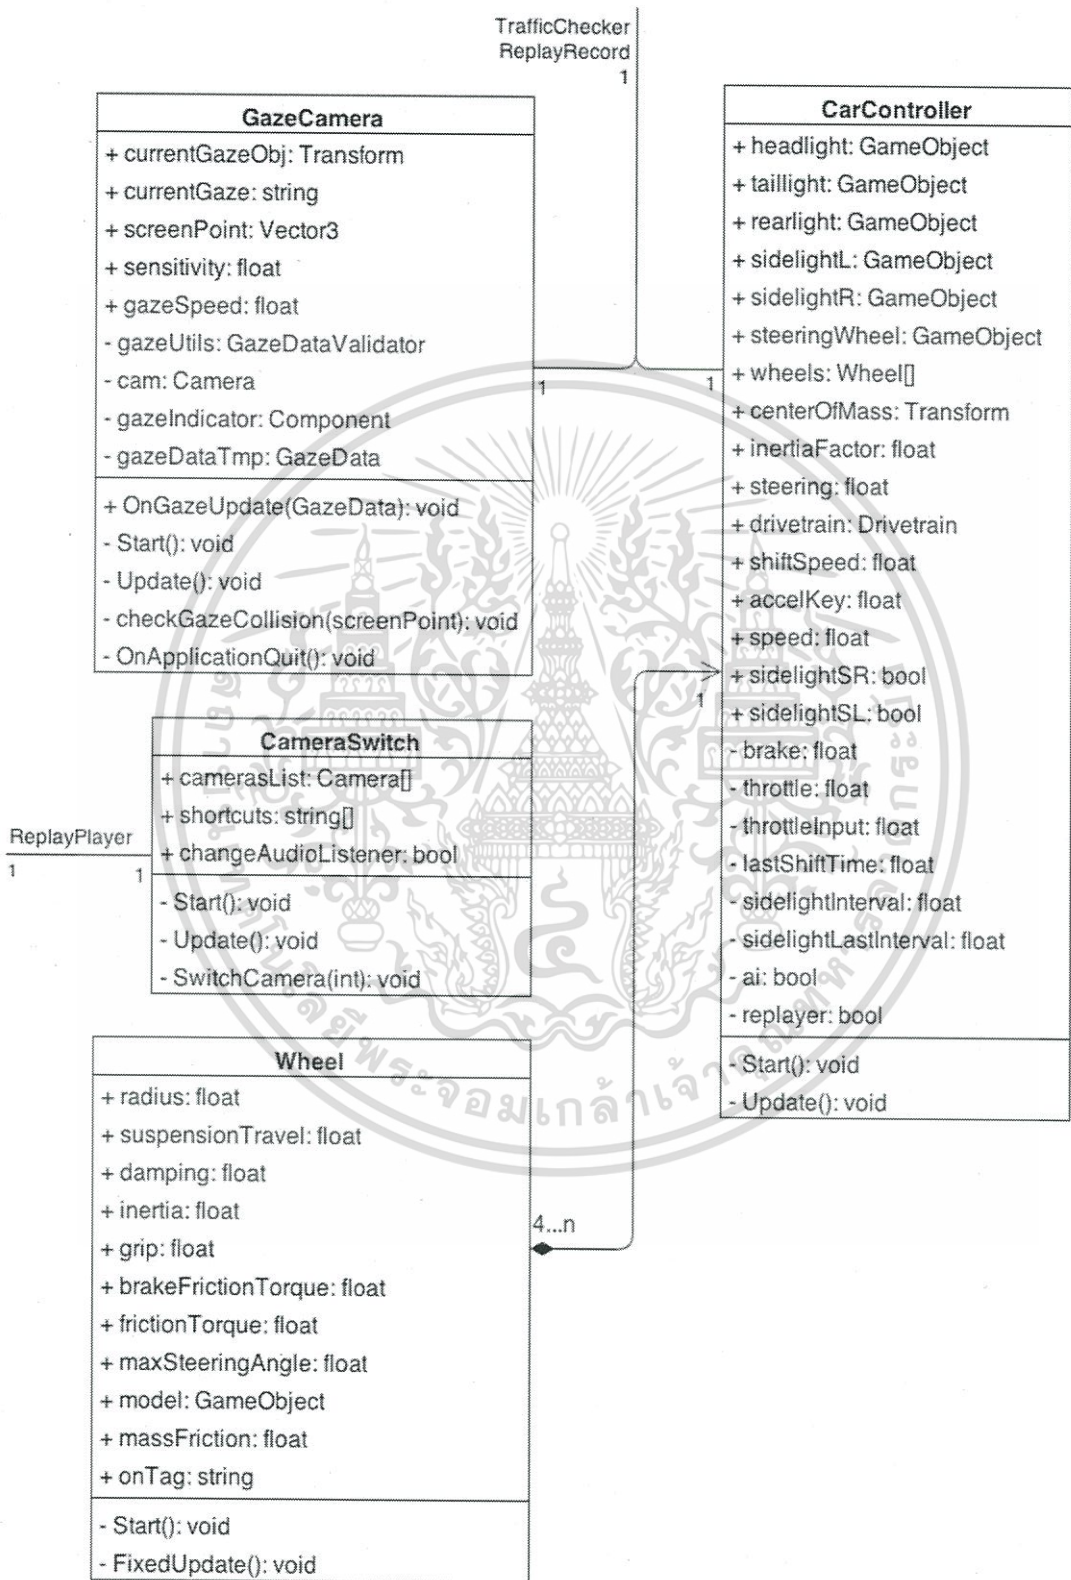 TrafficChecker
ReplayRecord
1
GazeCamera
+ currentGazeObj: Transform
+ currentGaze: string
+ screenPoint: Vector3
+ sensitivity: float
+ gazeSpeed: float
- gazeUtils: GazeDataValidator
- cam: Camera
- gazeIndicator: Component
- gazeDataTmp: GazeData
+ OnGazeUpdate(GazeData): void
- Start(): void
- Update(): void
- checkGazeCollision(screenPoint): void
- OnApplicationQuit(): void
1
1
CarController
+ headlight: GameObject
+ taillight: GameObject
+ rearlight: GameObject
+ sidelightL: GameObject
+ sidelightR: GameObject
+ steeringWheel: GameObject
+ wheels: Wheel[]
+ centerOfMass: Transform
+ inertiaFactor: float
+ steering: float
+ drivetrain: Drivetrain
+ shiftSpeed: float
+ accelKey: float
+ speed: float
+ sidelightSR: bool
+ sidelightSL: bool
- brake: float
- throttle: float
- throttleInput: float
- lastShiftTime: float
- sidelightInterval: float
- sidelightLastInterval: float
- ai: bool
- replayer: bool
- Start(): void
- Update(): void
1
CameraSwitch
+ camerasList: Camera[]
+ shortcuts: string[]
+ changeAudioListener: bool
- Start(): void
- Update(): void
- SwitchCamera(int): void
ReplayPlayer
1
1
Wheel
+ radius: float
+ suspensionTravel: float
+ damping: float
+ inertia: float
+ grip: float
+ brakeFrictionTorque: float
+ frictionTorque: float
+ maxSteeringAngle: float
+ model: GameObject
+ massFriction: float
+ onTag: string
- Start(): void
- FixedUpdate(): void
4...n